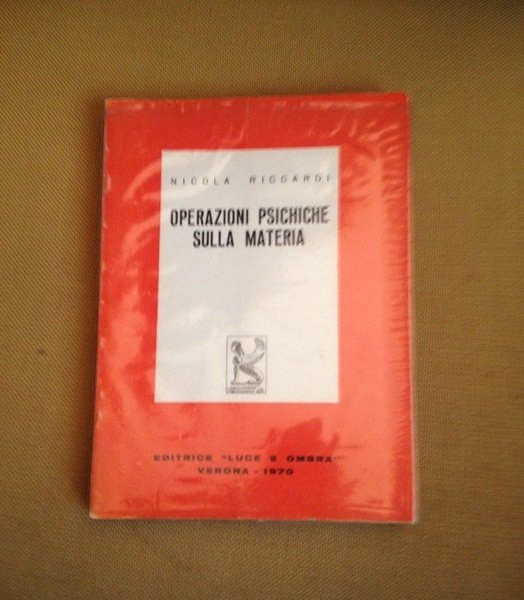 NICOLA RICCARDI
OPERAZIONI PSICHICHE
SULLA MATERIA
EDITRICE "LUCE E OMBRA"
VERONA - 1970